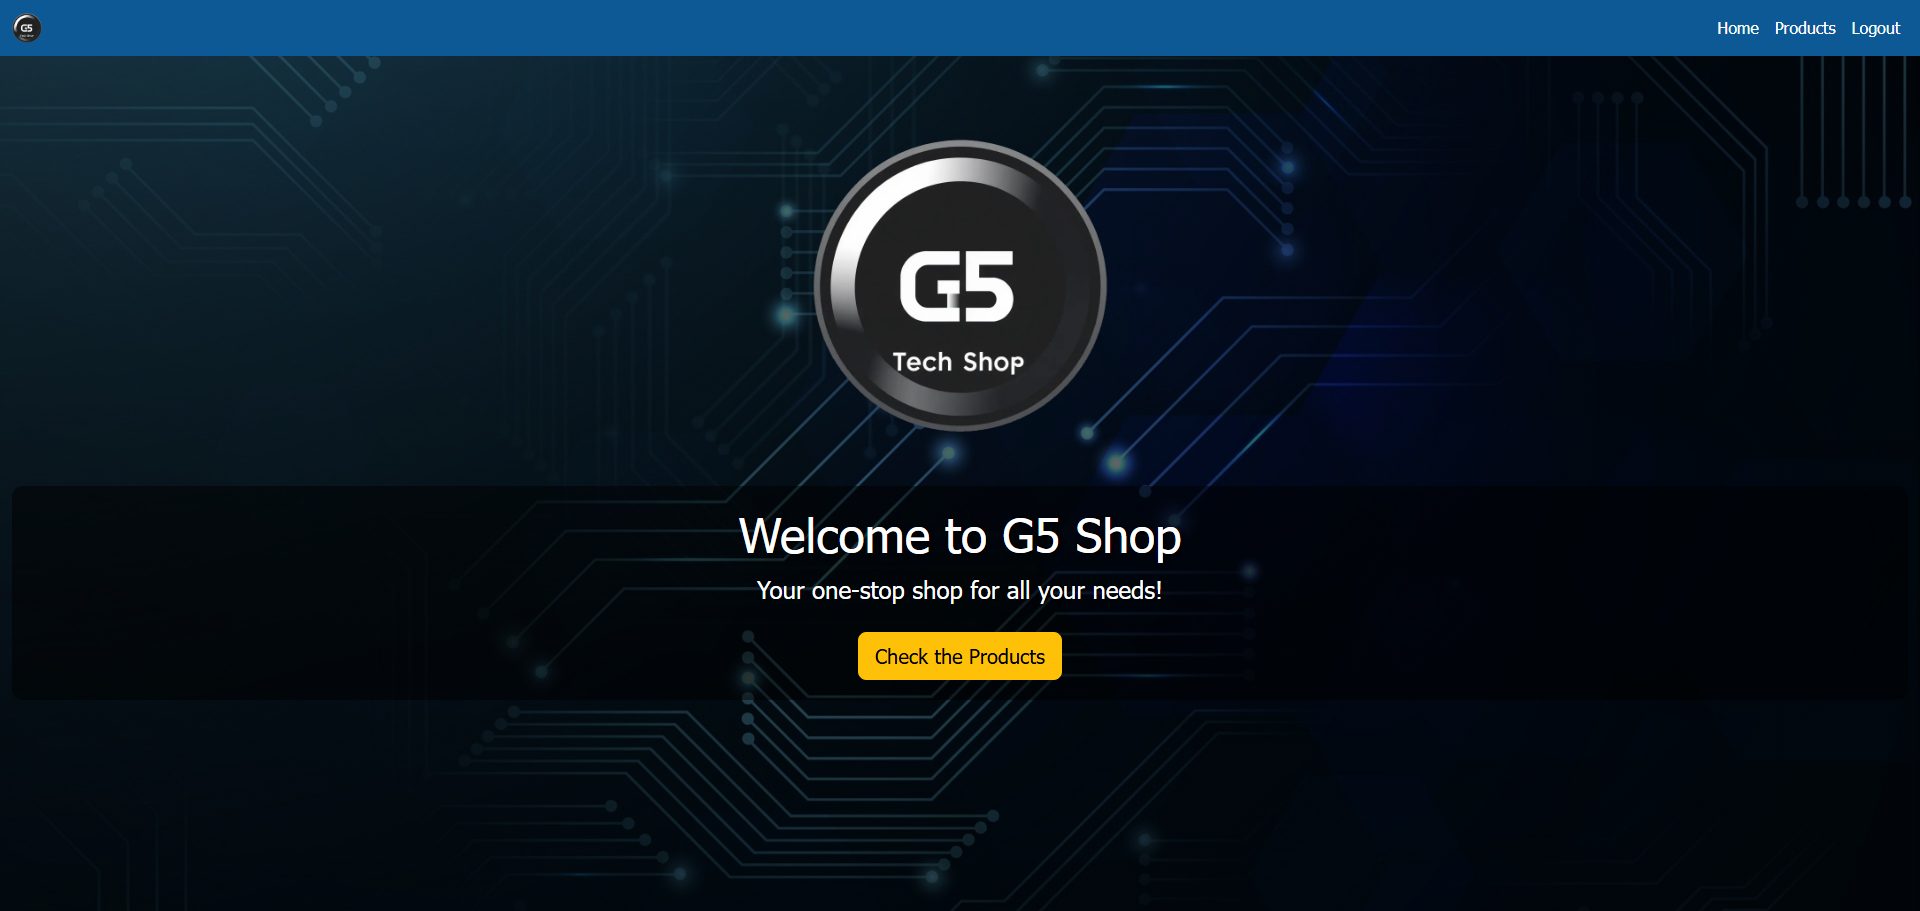 G5
Home Products Logout
G5
Tech Shop
Welcome to G5 Shop
Your one-stop shop for all your needs!
Check the Products